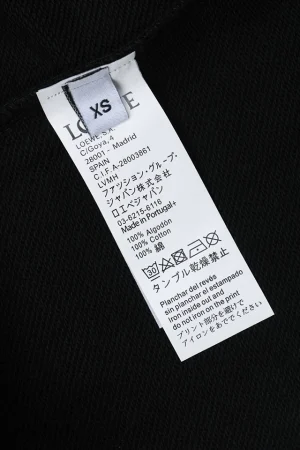 XS
LOEWE
LOEWE S.A.
C/Goya, 4
28001 - Madrid
SPAIN
C.I.F.A-28003861
LVMH
ファッション・グループ・
ジャパン株式会社
ロエベジャパン
03-6215-6116
Made in Portugal+
100% Algodón
100% Cotton
100% 綿
30
タンブル乾燥禁止
Planchar del revés
sin planchar el estampado
Iron inside out and
do not iron on the print
プリント部分を避けて
アイロンをあててください